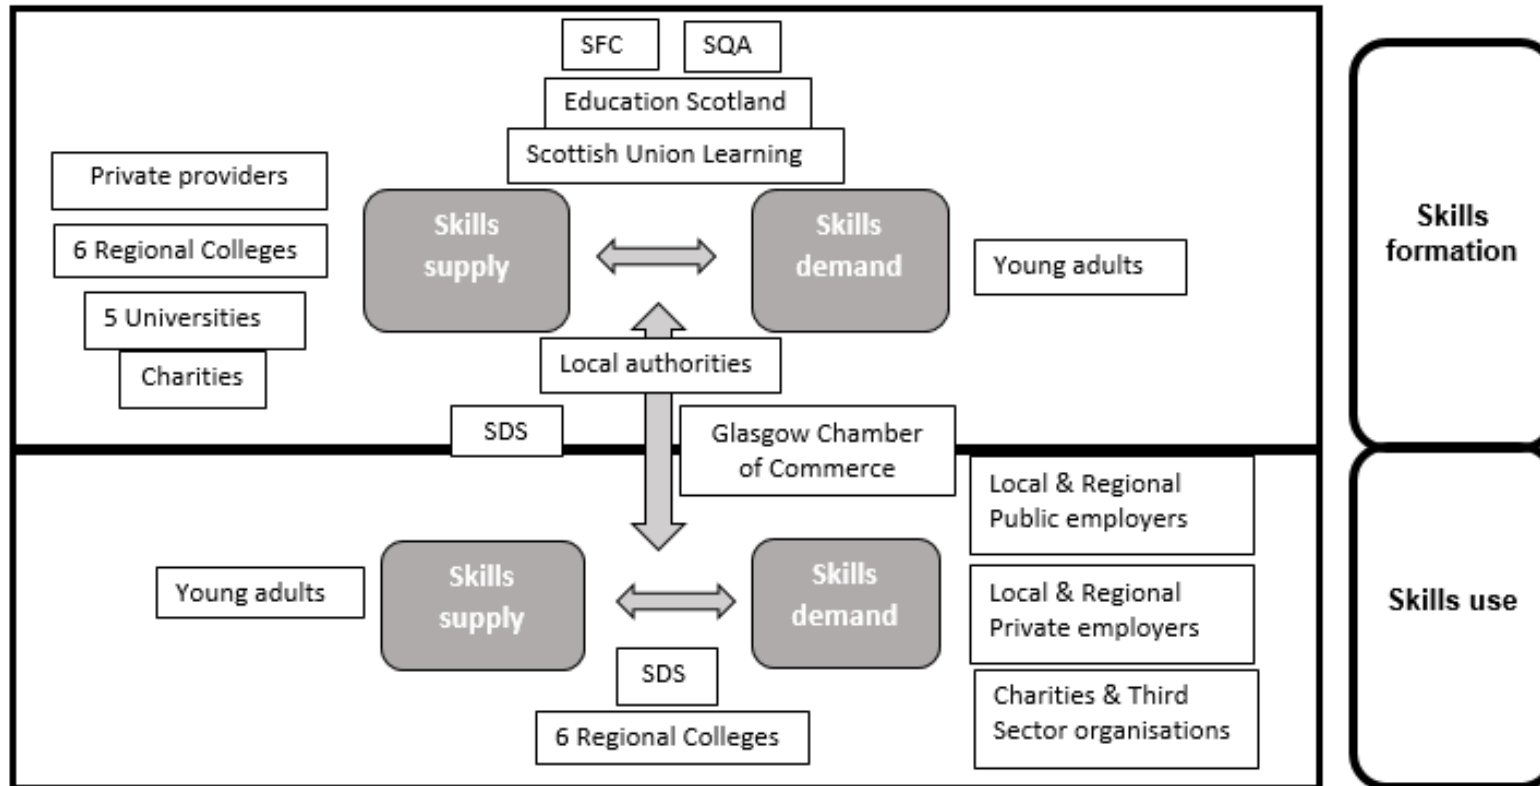 SFC
SQA
Education Scotland
Scottish Union Learning
Private providers
6 Regional Colleges
5 Universities
Charities
Skills
supply
Skills
demand
Young adults
Skills
formation
Local authorities
SDS
Glasgow Chamber
of Commerce
Local & Regional
Public employers
Young adults
Skills
supply
Skills
demand
Local & Regional
Private employers
Skills use
SDS
6 Regional Colleges
Charities & Third
Sector organisations